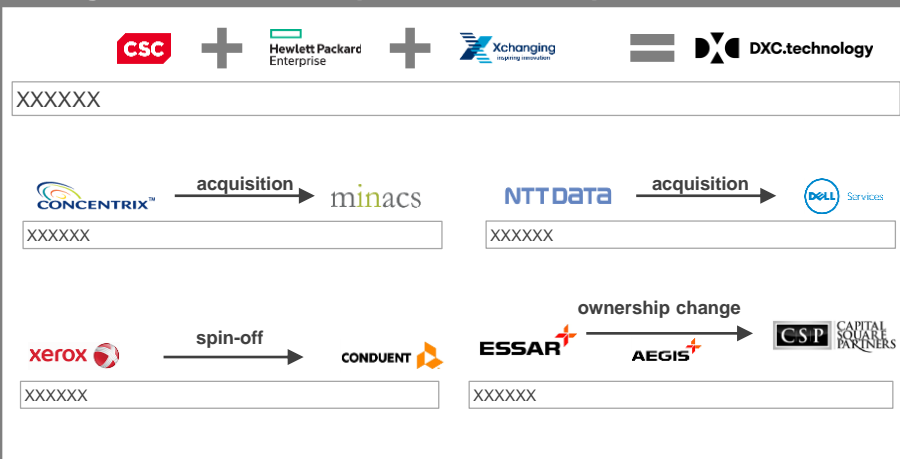 CSC Hewlett Packard Enterprise Xchanging Inspiring Innovation DXC.technology
XXXXXX
CONCENTRIX™ acquisition minacs NTT DATA acquisition DELL Services
XXXXXX XXXXXX
xerox spin-off CONDUENT ESSAR ownership change AEGIS CSP CAPITAL SQUARE PARTNERS
XXXXXX XXXXXX